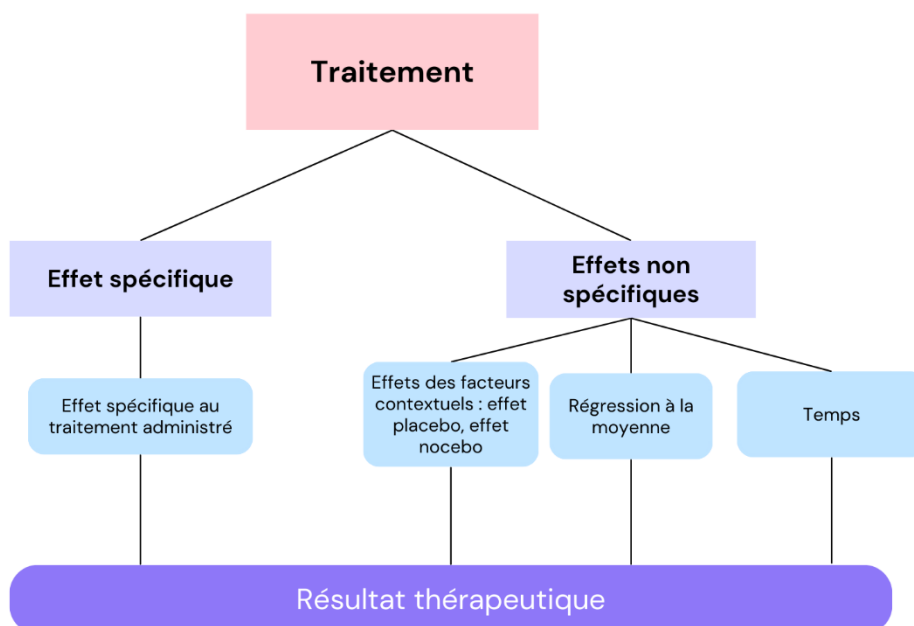 Traitement
Effet spécifique
Effets non
spécifiques
Effet spécifique au
traitement administré
Effets des facteurs
contextuels : effet
placebo, effet
nocebo
Régression à la
moyenne
Temps
Résultat thérapeutique